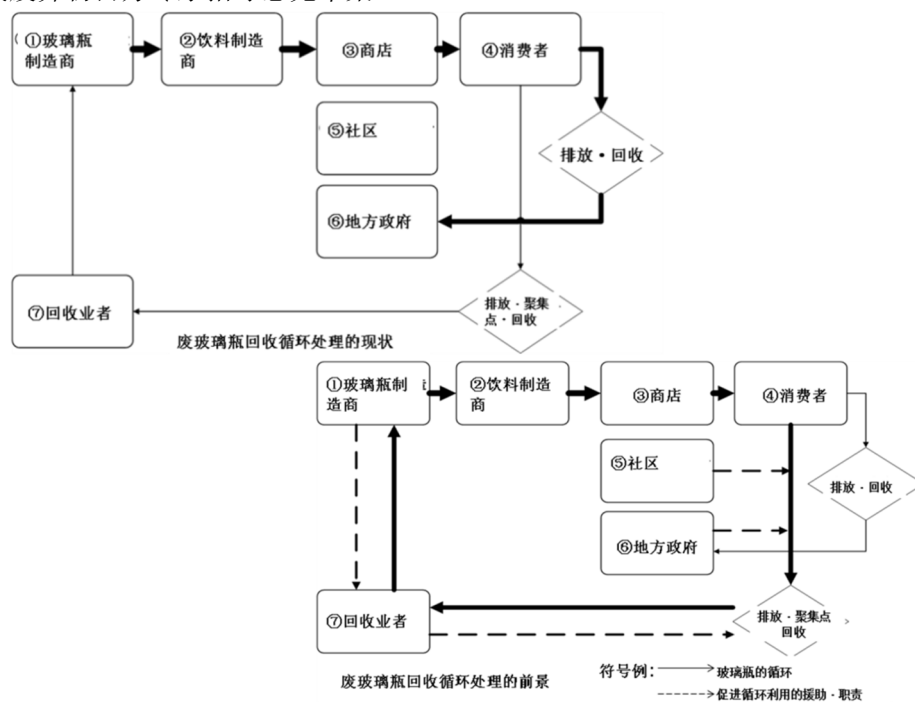 ①玻璃瓶
制造商
②饮料制造
商
③商店
④消费者
⑤社区
排放·回收
⑥地方政府
⑦回收业者
排放·聚集
点·回收
废玻璃瓶回收循环处理的现状
①玻璃瓶制
造商
②饮料制造
商
③商店
④消费者
⑤社区
排放·回收
⑥地方政府
⑦回收业者
排放·聚集点
回收
符号例：
玻璃瓶的循环
废玻璃瓶回收循环处理的前景
促进循环利用的援助·职责